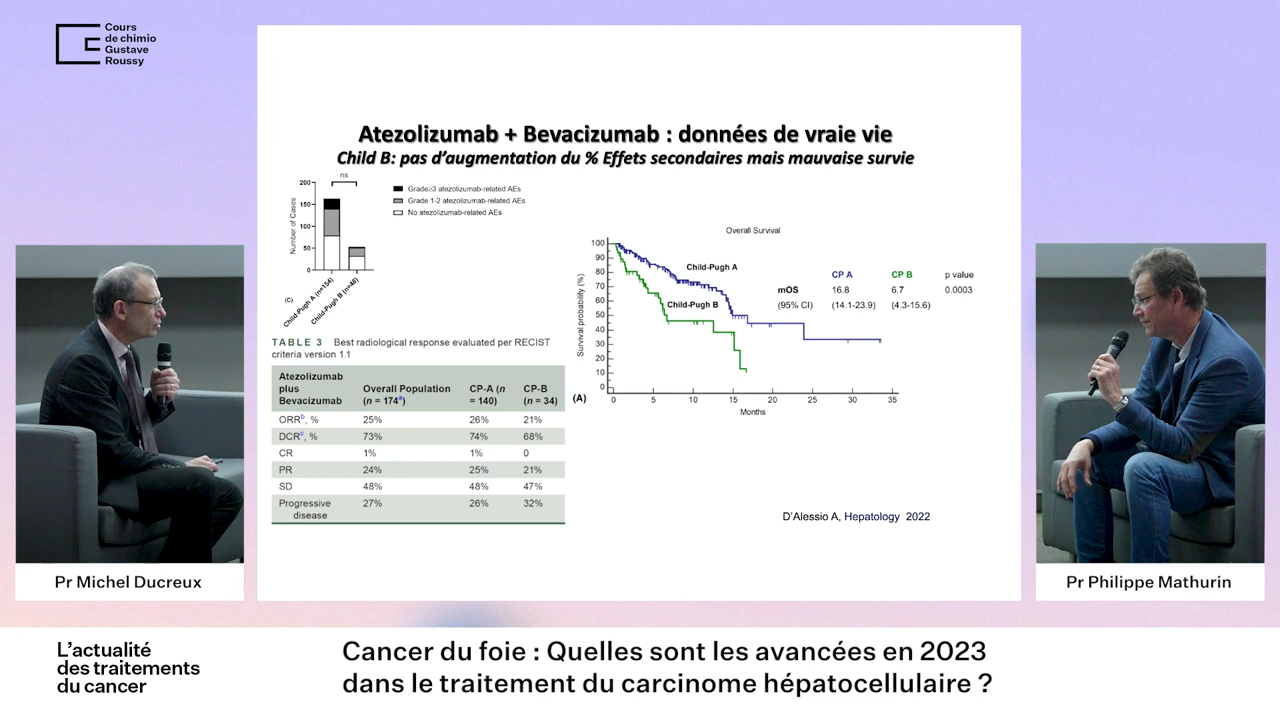 Cours
de chimio
Gustave
Roussy
Atezolizumab + Bevacizumab : données de vraie vie
Child B: pas d'augmentation du % Effets secondaires mais mauvaise survie
ns
200
150
100
50
0
Number of Cases
Child-Pugh A (n=154)
Child-Pugh B (n=48)
(C)
Grade≥3 atezolizumab-related AEs
Grade 1-2 atezolizumab-related AEs
No atezolizumab-related AEs
TABLE 3 Best radiological response evaluated per RECIST
criteria version 1.1
Atezolizumab
plus
Bevacizumab
Overall Population
(n = 174a)
CP-A (n
= 140)
CP-B
(n = 34)
ORRb, % 25% 26% 21%
DCRc, % 73% 74% 68%
CR 1% 1% 0
PR 24% 25% 21%
SD 48% 48% 47%
Progressive
disease 27% 26% 32%
Overall Survival
100
90
80
70
60
50
40
30
20
10
0
Survival probability (%)
Child-Pugh A
Child-Pugh B
CP A CP B p value
mOS 16.8 6.7 0.0003
(95% CI) (14.1-23.9) (4.3-15.6)
(A)
0 5 10 15 20 25 30 35
Months
D'Alessio A, Hepatology 2022
Pr Michel Ducreux
Pr Philippe Mathurin
L'actualité
des traitements
du cancer
Cancer du foie : Quelles sont les avancées en 2023
dans le traitement du carcinome hépatocellulaire ?